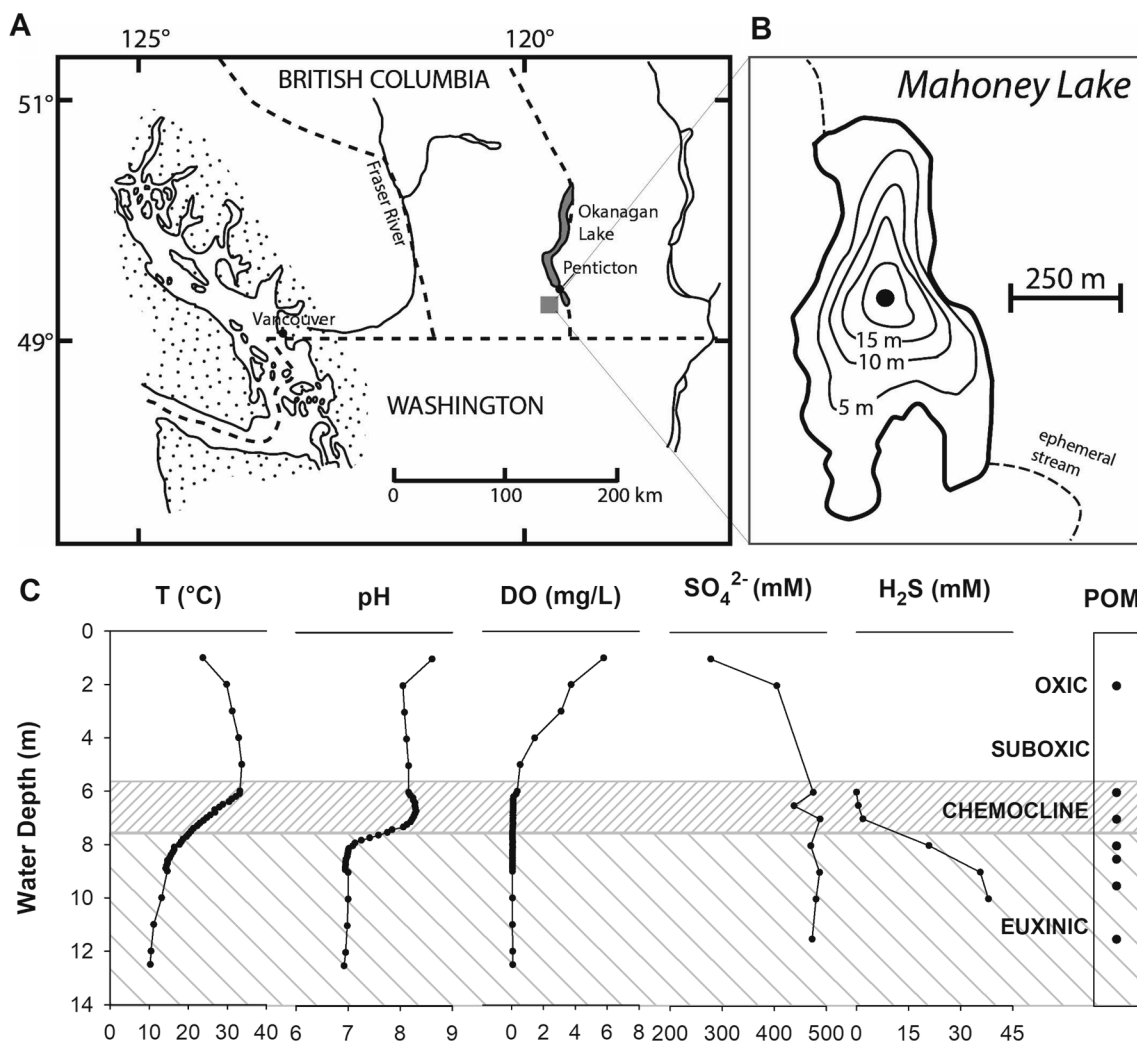 A
125°
120°
BRITISH COLUMBIA
51°
Fraser River
Okanagan
Lake
Penticton
Vancouver
49°
WASHINGTON
0 100 200 km
B
Mahoney Lake
250 m
15 m
10 m
5 m
ephemeral
stream
C
T (°C) pH DO (mg/L) SO₄²⁻ (mM) H₂S (mM) POM
Water Depth (m)
0
2
4
6
8
10
12
14
OXIC
SUBOXIC
CHEMOCLINE
EUXINIC
0 10 20 30 40 6 7 8 9 0 2 4 6 8 200 300 400 500 0 15 30 45